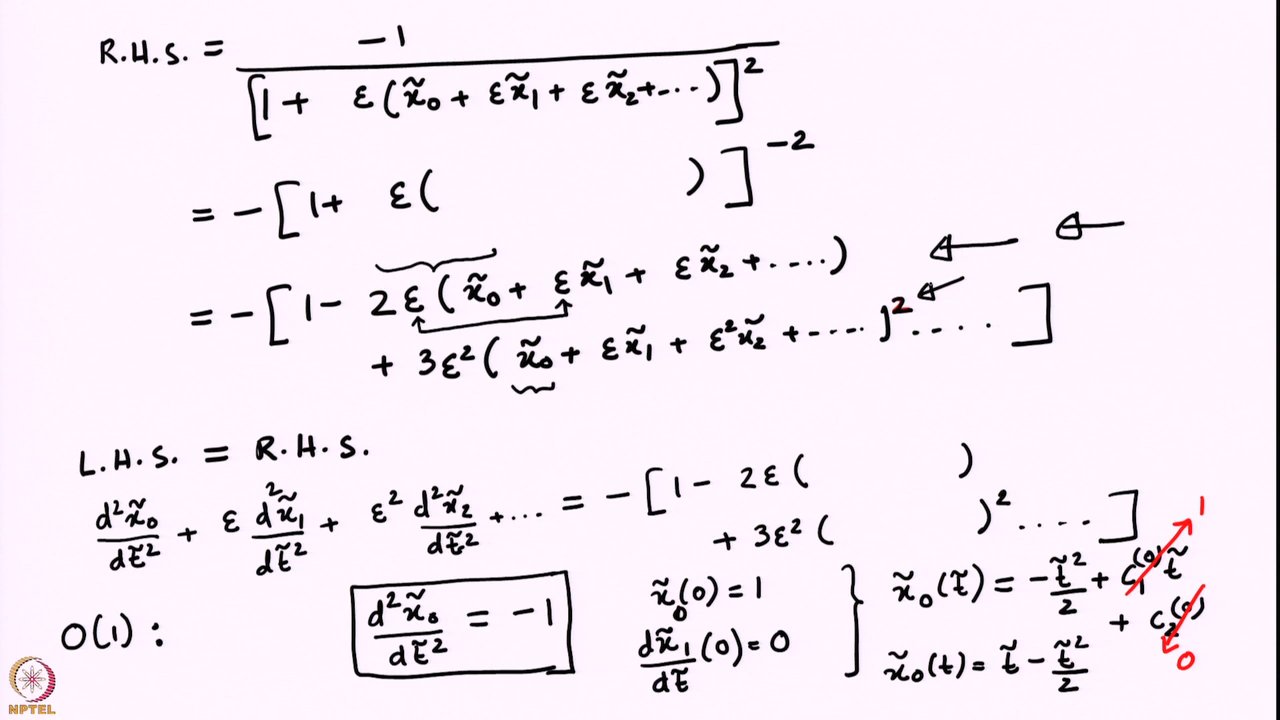 R.H.S. = -1 / [1 + ε(x̃₀ + εx̃₁ + εx̃₂ + ...)]²
= -[1 + ε( )]⁻²
= -[1 - 2ε(x̃₀ + εx̃₁ + εx̃₂ + ....)
+ 3ε²(x̃₀ + εx̃₁ + ε²x̃₂ + .....)² ....]
L.H.S. = R.H.S.
d²x̃₀/dt̃² + ε d²x̃₁/dt̃² + ε² d²x̃₂/dt̃² + ... = -[1 - 2ε( )
+ 3ε²( )² ....]
1
O(1) : d²x̃₀/dt̃² = -1
x̃₀(0) = 1
dx̃₁/dt̃ (0) = 0
x̃₀(t̃) = -t̃²/2 + C₁⁽⁰⁾t̃
+ C₂⁽⁰⁾
0
x̃₀(t) = t̃ - t̃²/2
NPTEL